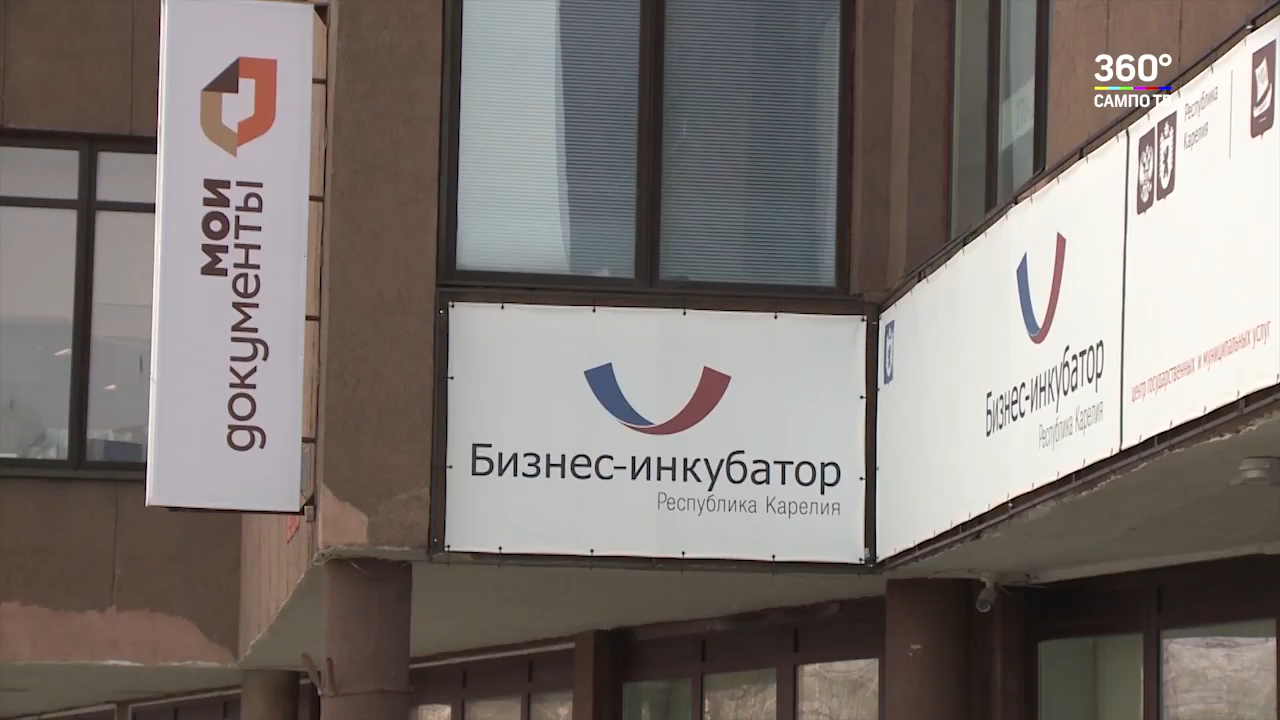 мои
документы
Бизнес-инкубатор
Республика Карелия
Бизнес-инкубатор
Республика Карелия
Республика
Карелия
центр государственных и муниципальных услуг
360°
САМПО ТВ